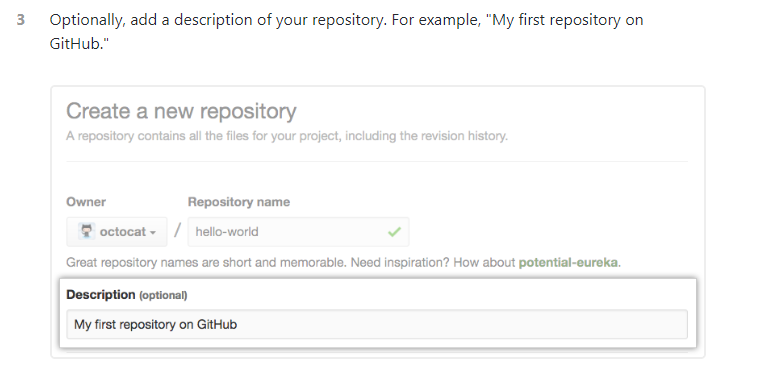 3 Optionally, add a description of your repository. For example, "My first repository on
GitHub."
Create a new repository
A repository contains all the files for your project, including the revision history.
Owner Repository name
octocat / hello-world
Great repository names are short and memorable. Need inspiration? How about potential-eureka.
Description (optional)
My first repository on GitHub